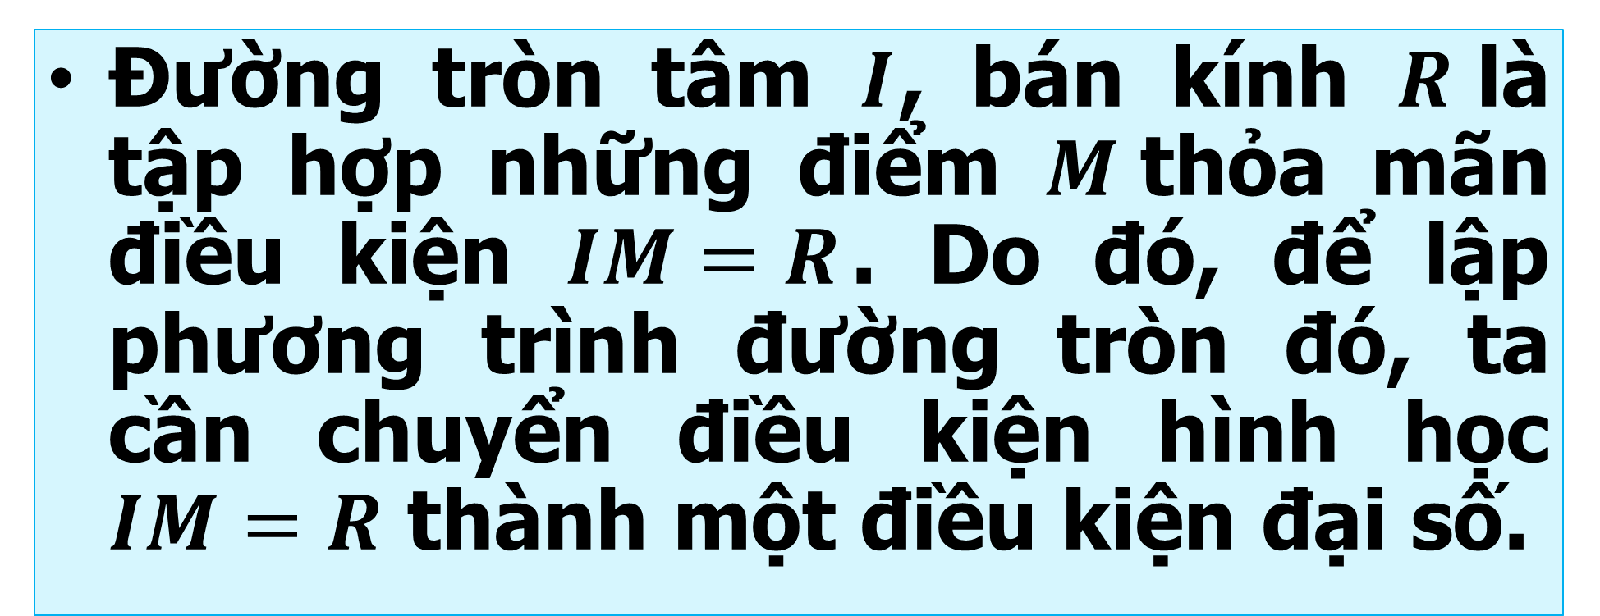 • Đường tròn tâm I, bán kính R là
tập hợp những điểm M thỏa mãn
điều kiện IM = R. Do đó, để lập
phương trình đường tròn đó, ta
cần chuyển điều kiện hình học
IM = R thành một điều kiện đại số.